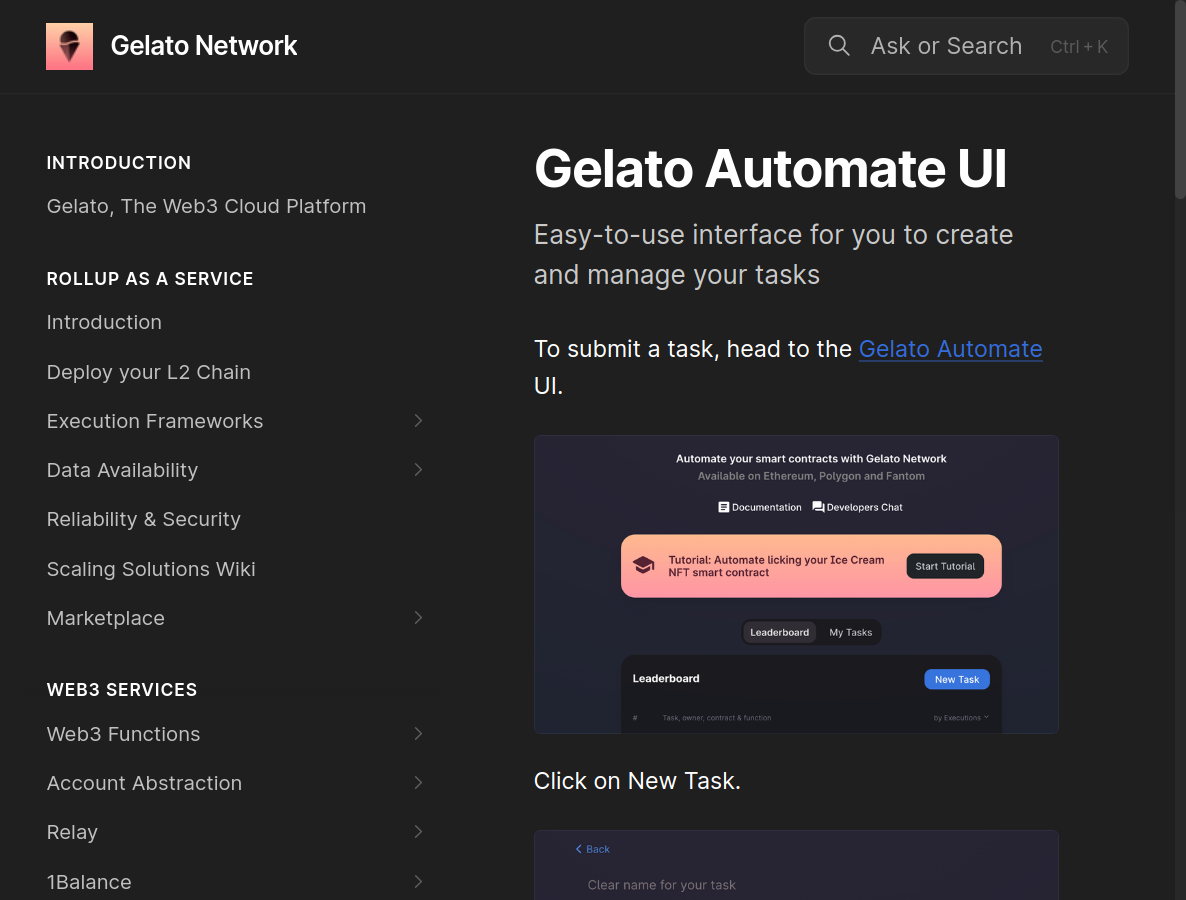 Gelato Network
Ask or Search Ctrl + K
INTRODUCTION
Gelato, The Web3 Cloud Platform
ROLLUP AS A SERVICE
Introduction
Deploy your L2 Chain
Execution Frameworks
Data Availability
Reliability & Security
Scaling Solutions Wiki
Marketplace
WEB3 SERVICES
Web3 Functions
Account Abstraction
Relay
1Balance
Gelato Automate UI
Easy-to-use interface for you to create
and manage your tasks
To submit a task, head to the Gelato Automate
UI.
Automate your smart contracts with Gelato Network
Available on Ethereum, Polygon and Fantom
Documentation Developers Chat
Tutorial: Automate licking your Ice Cream
NFT smart contract
Start Tutorial
Leaderboard My Tasks
Leaderboard New Task
# Task, owner, contract & function by Executions
Click on New Task.
Back
Clear name for your task